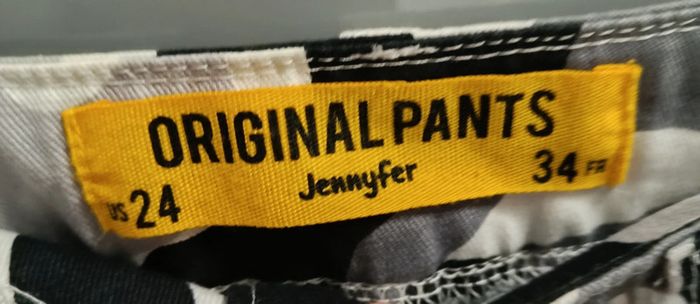 ORIGINAL PANTS
Jennyfer
US 24 34 FR